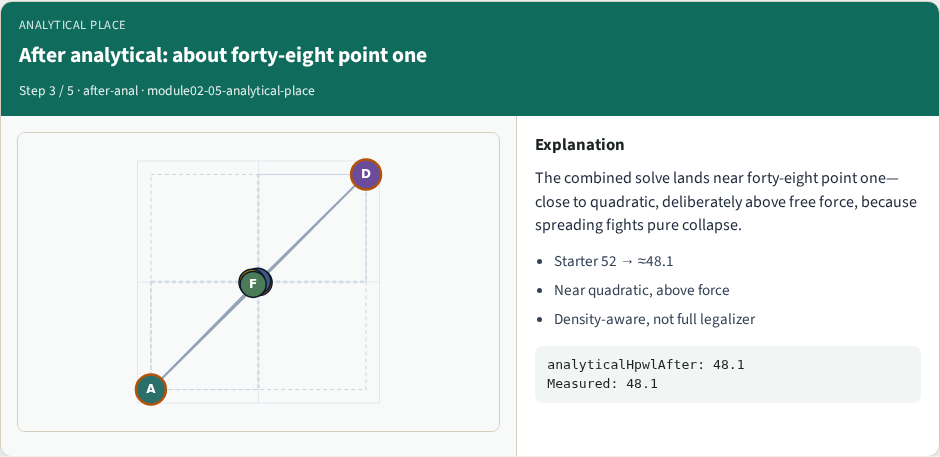 ANALYTICAL PLACE
After analytical: about forty-eight point one
Step 3 / 5 · after-anal · module02-05-analytical-place
D
F
A
Explanation
The combined solve lands near forty-eight point one—
close to quadratic, deliberately above free force, because
spreading fights pure collapse.
• Starter 52 → ≈48.1
• Near quadratic, above force
• Density-aware, not full legalizer
analyticalHpwlAfter: 48.1
Measured: 48.1